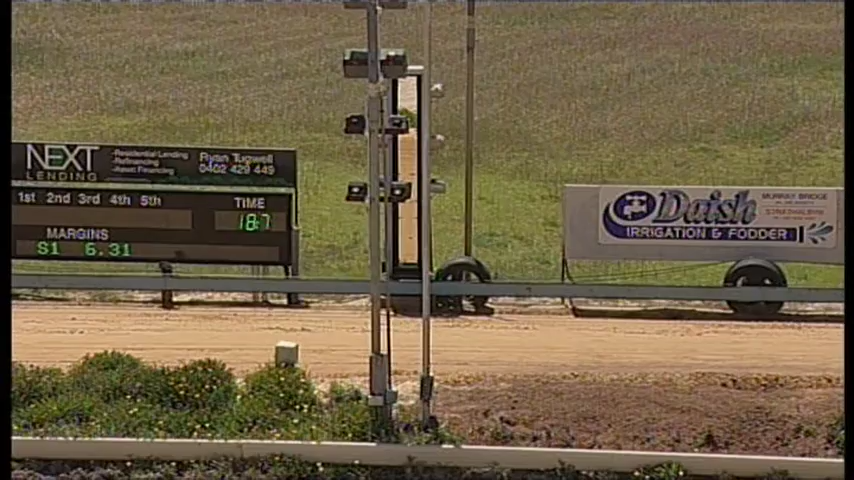 NEXT
LENDING
-Residential Lending
-Refinancing
-Asset Financing
Ryan Tugwell
0402 429 449
1st 2nd 3rd 4th 5th
TIME
18.7
MARGINS
S1 6.31
Daish
IRRIGATION & FODDER
MURRAY BRIDGE
STRATHALBYN